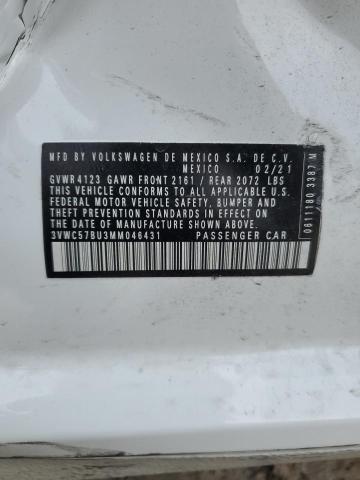 MFD BY VOLKSWAGEN DE MEXICO S.A. DE C.V.
MEXICO 02/21
GVWR 4123 GAWR FRONT 2161 / REAR 2072 LBS
THIS VEHICLE CONFORMS TO ALL APPLICABLE U.S.
FEDERAL MOTOR VEHICLE SAFETY, BUMPER AND
THEFT PREVENTION STANDARDS IN EFFECT ON
THE DATE OF MANUFACTURE SHOWN ABOVE.
3VWC57BU3MM046431 PASSENGER CAR
0611180 3387 M